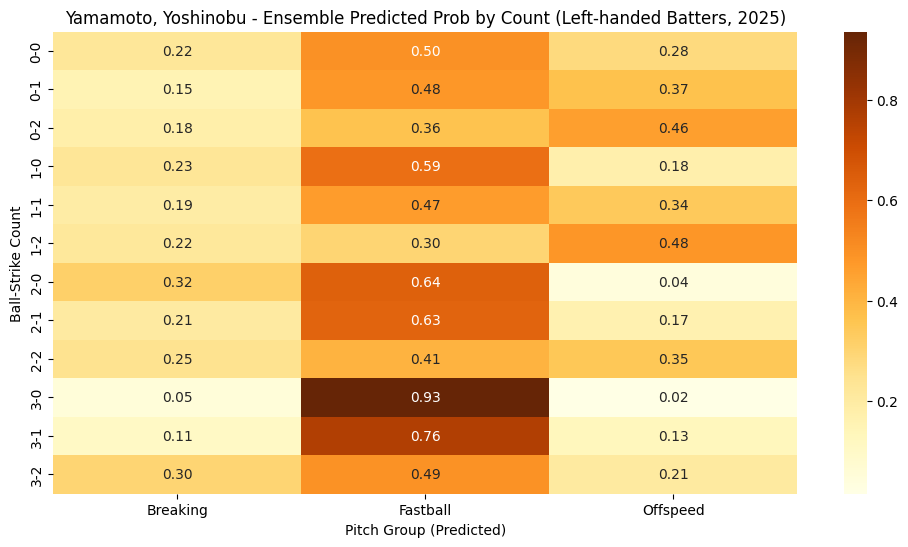 Yamamoto, Yoshinobu - Ensemble Predicted Prob by Count (Left-handed Batters, 2025)
Ball-Strike Count
0-0 0.22 0.50 0.28
0-1 0.15 0.48 0.37
0-2 0.18 0.36 0.46
1-0 0.23 0.59 0.18
1-1 0.19 0.47 0.34
1-2 0.22 0.30 0.48
2-0 0.32 0.64 0.04
2-1 0.21 0.63 0.17
2-2 0.25 0.41 0.35
3-0 0.05 0.93 0.02
3-1 0.11 0.76 0.13
3-2 0.30 0.49 0.21
Breaking Fastball Offspeed
Pitch Group (Predicted)
0.8
0.6
0.4
0.2